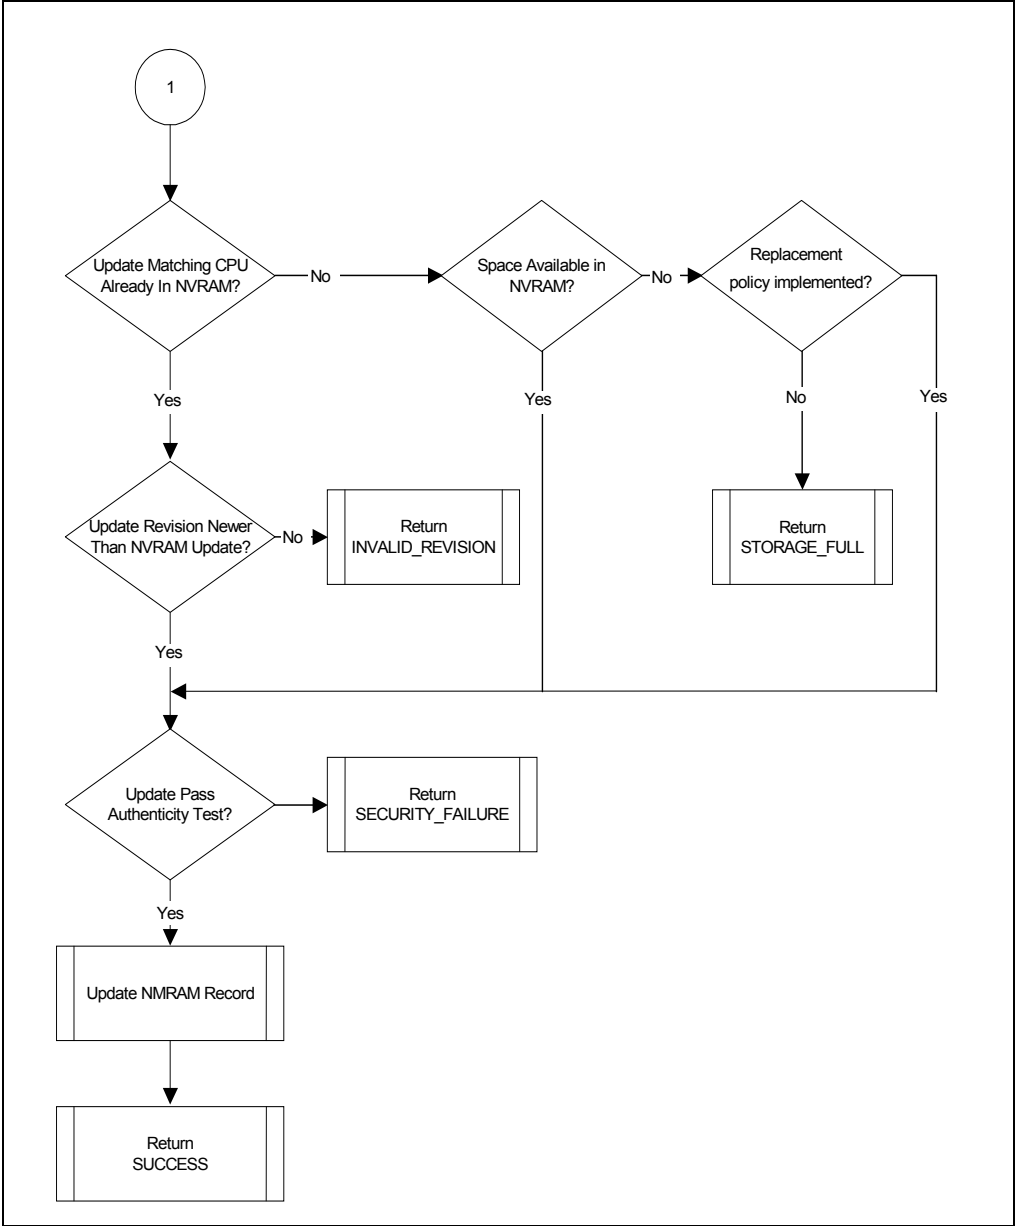 1
Update Matching CPU
Already In NVRAM?
No
Space Available in
NVRAM?
No
Replacement
policy implemented?
Yes
Yes
No
Yes
Update Revision Newer
Than NVRAM Update?
No
Return
INVALID_REVISION
Return
STORAGE_FULL
Yes
Update Pass
Authenticity Test?
Return
SECURITY_FAILURE
Yes
Update NMRAM Record
Return
SUCCESS